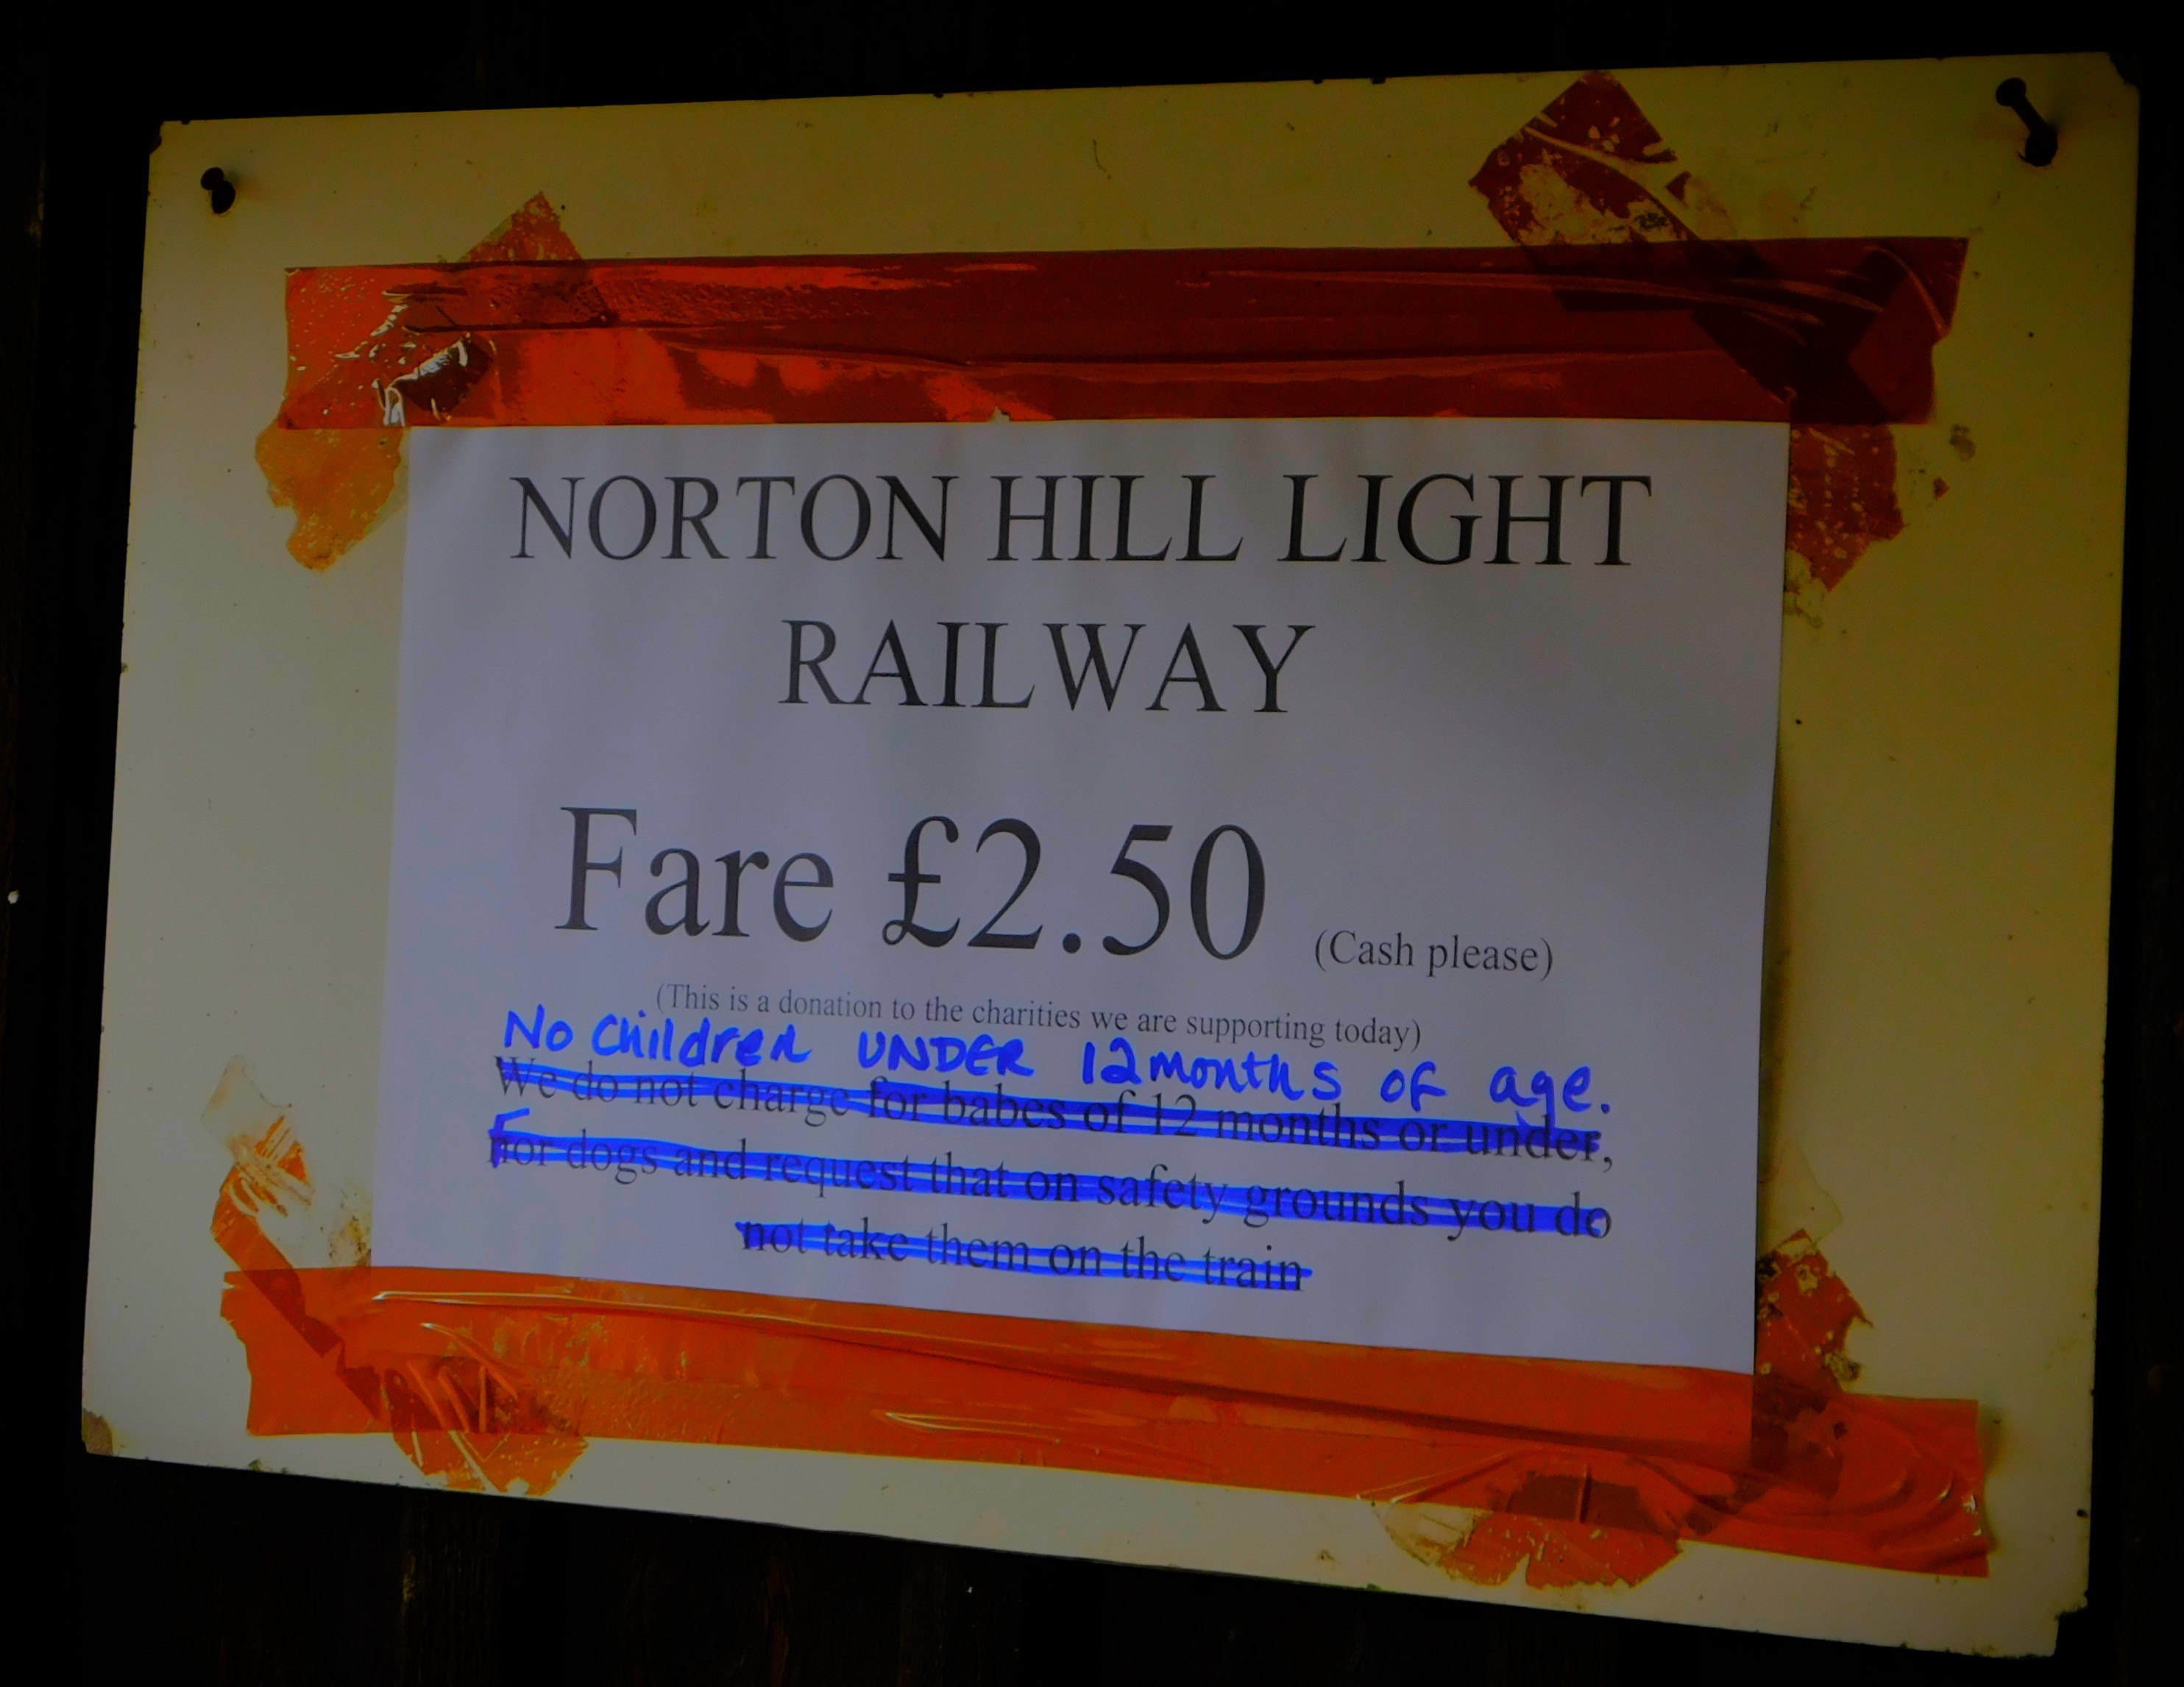 NORTON HILL LIGHT
RAILWAY
Fare £2.50 (Cash please)
(This is a donation to the charities we are supporting today)
No Children UNDER 12 months of age.
We do not charge for babes of 12 months or under,
For dogs and request that on safety grounds you do
not take them on the train